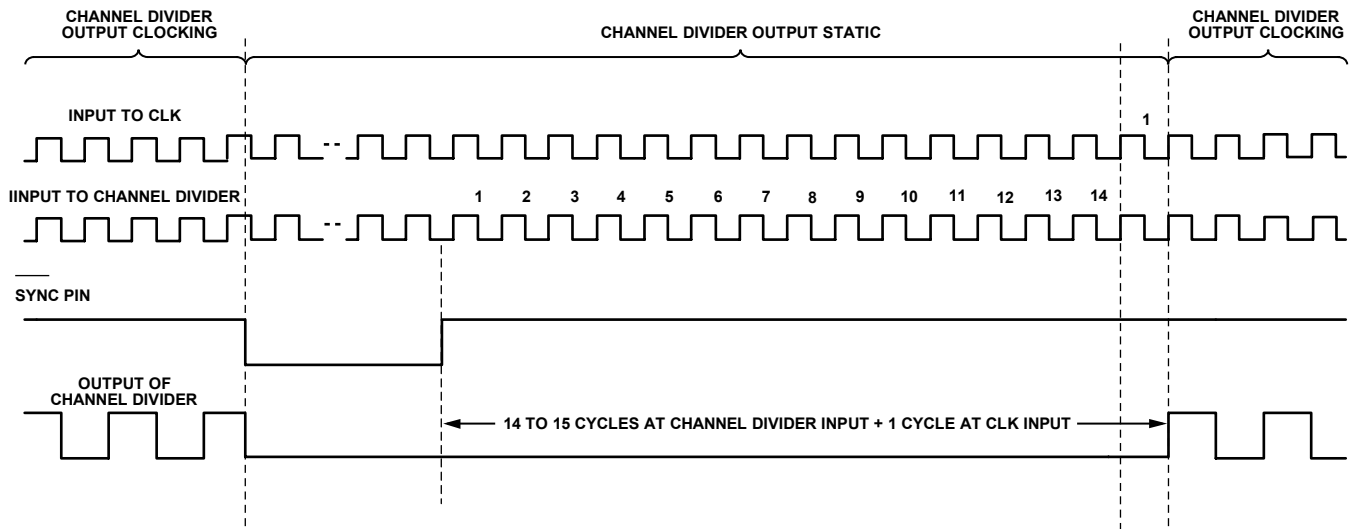 CHANNEL DIVIDER
OUTPUT CLOCKING
CHANNEL DIVIDER OUTPUT STATIC
CHANNEL DIVIDER
OUTPUT CLOCKING
INPUT TO CLK
1
IINPUT TO CHANNEL DIVIDER
1 2 3 4 5 6 7 8 9 10 11 12 13 14
SYNC PIN
OUTPUT OF
CHANNEL DIVIDER
14 TO 15 CYCLES AT CHANNEL DIVIDER INPUT + 1 CYCLE AT CLK INPUT